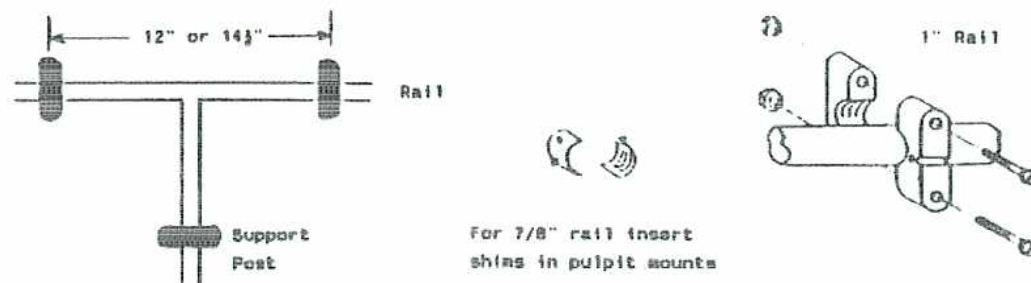 12" or 14½"
Rail
Support
Post
For 7/8" rail insert
shims in pulpit mounts
1" Rail